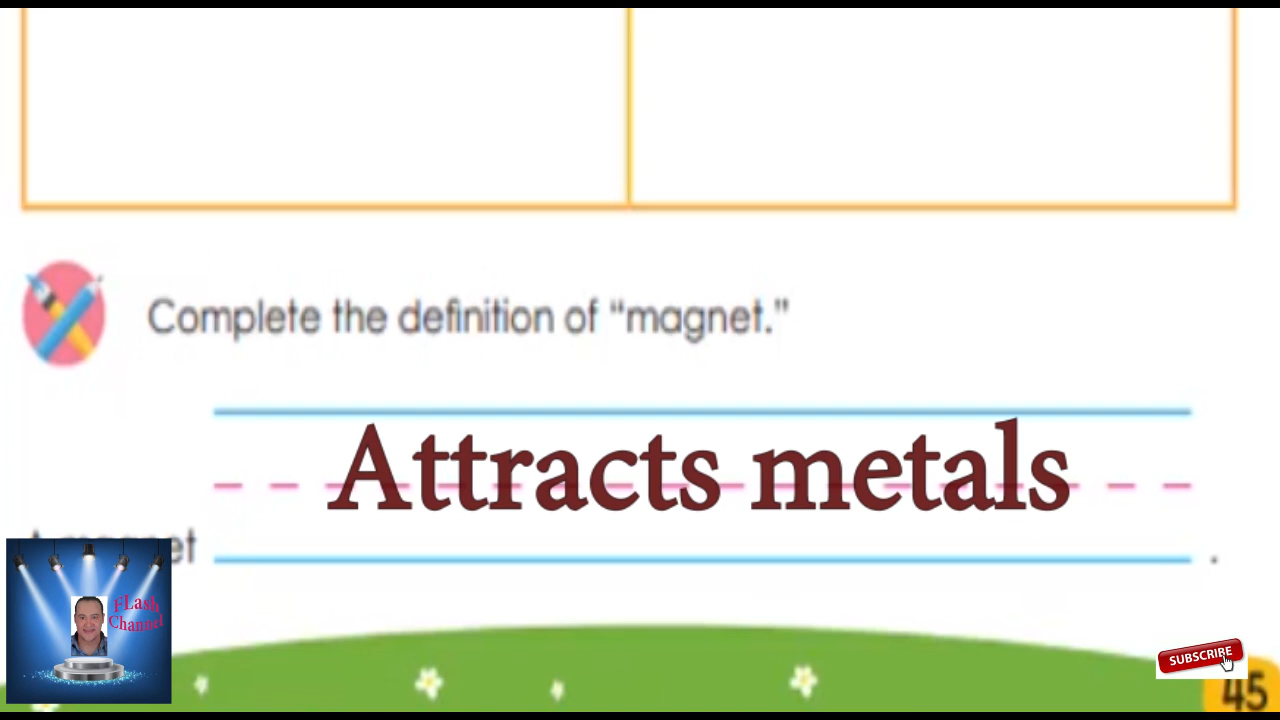 Complete the definition of “magnet.”
Attracts metals
.
FLash
Channel
SUBSCRIBE
45